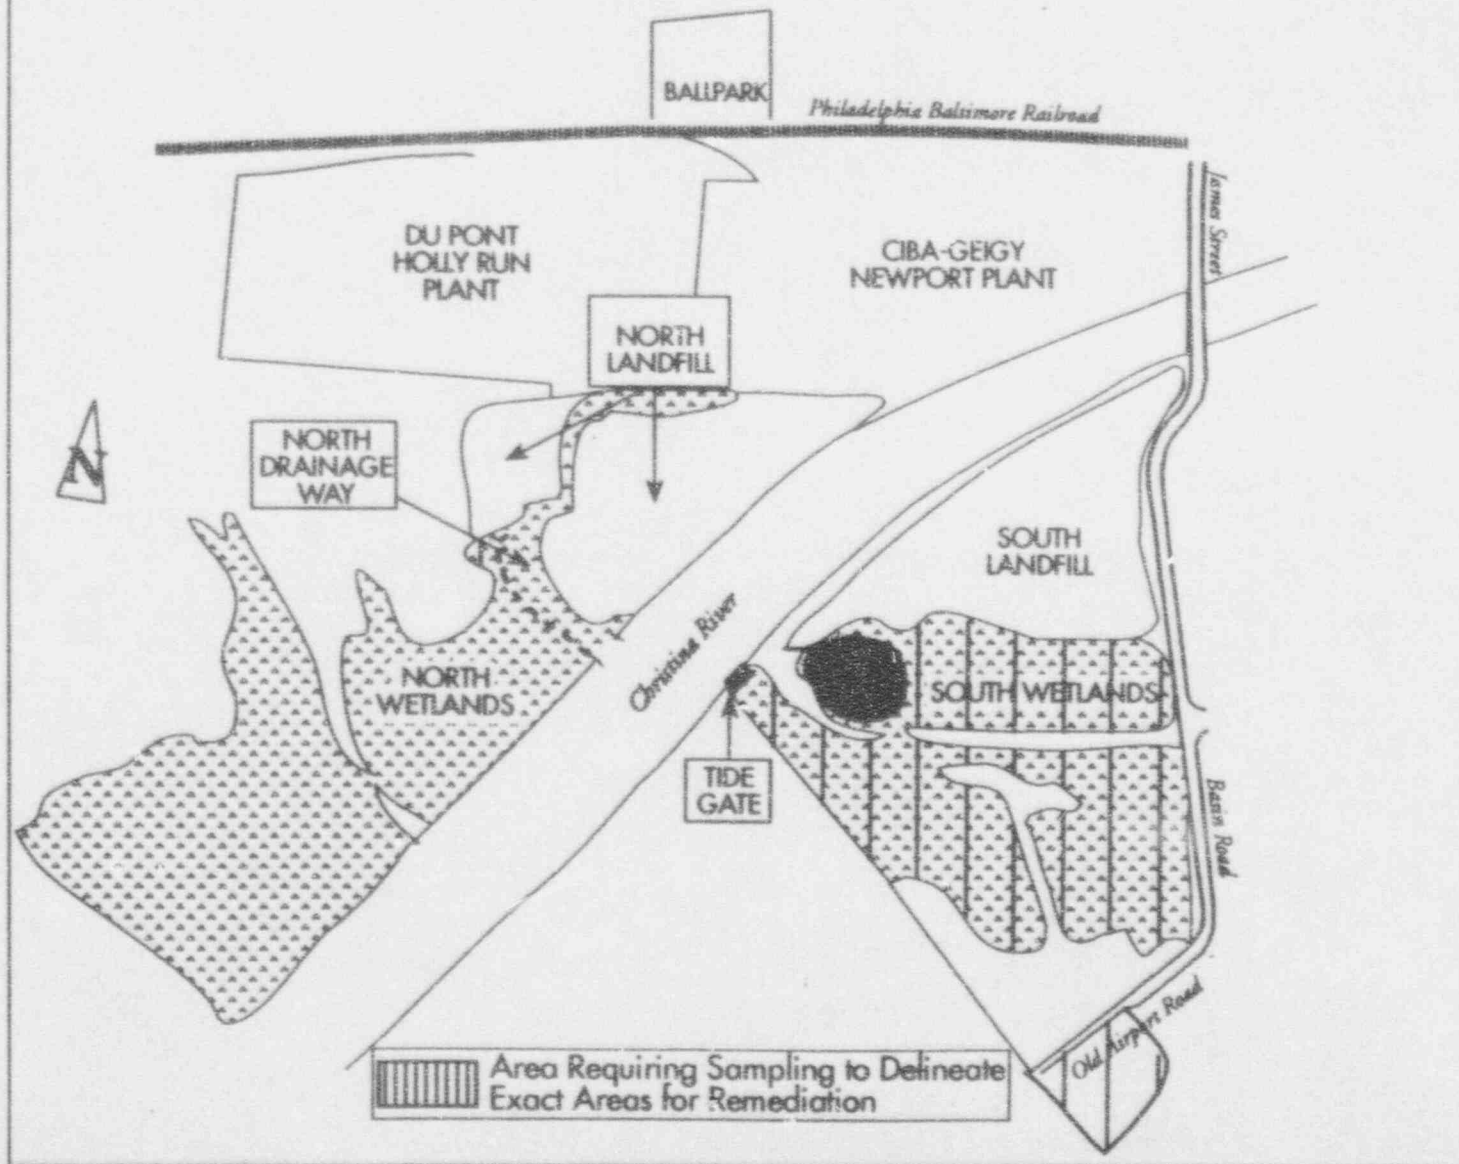 BALLPARK
Philadelphia Baltimore Railroad
James Street
DU PONT
HOLLY RUN
PLANT
CIBA-GEIGY
NEWPORT PLANT
NORTH
LANDFILL
NORTH
DRAINAGE
WAY
N
SOUTH
LANDFILL
Christina River
NORTH
WETLANDS
SOUTH WETLANDS
TIDE
GATE
Basin Road
Old Airport Road
Area Requiring Sampling to Delineate
Exact Areas for Remediation